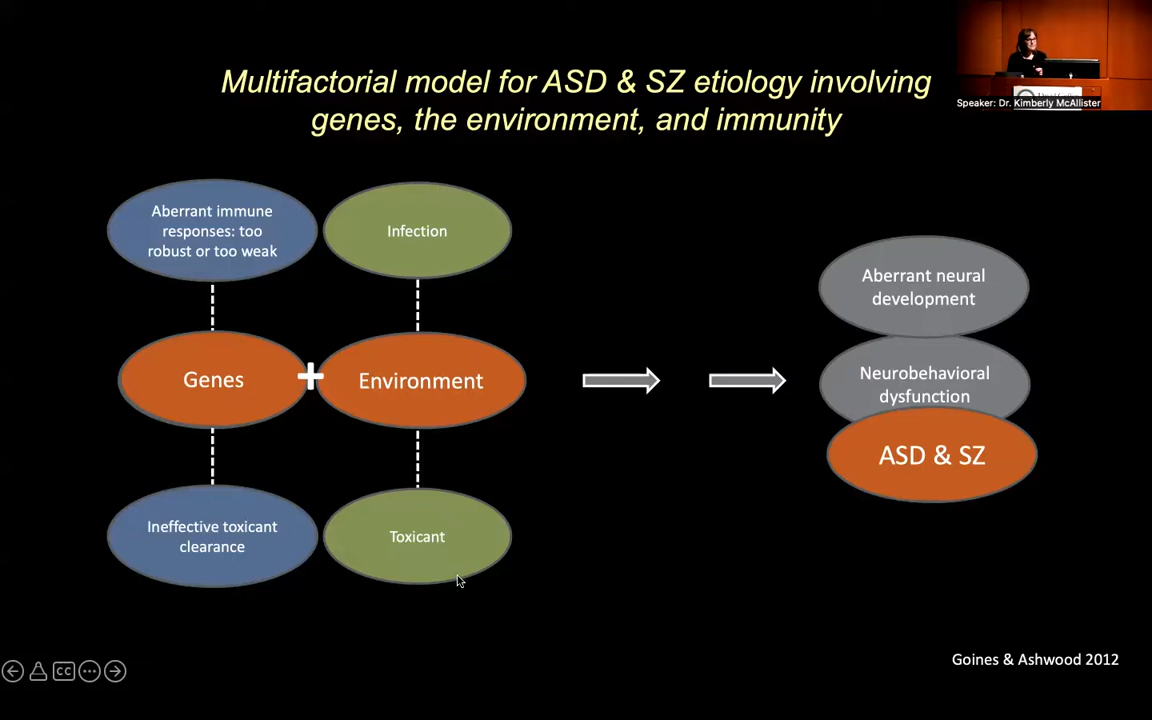 Multifactorial model for ASD & SZ etiology involving
genes, the environment, and immunity
Speaker: Dr. Kimberly McAllister
Aberrant immune
responses: too
robust or too weak
Infection
Genes
+
Environment
Ineffective toxicant
clearance
Toxicant
Aberrant neural
development
Neurobehavioral
dysfunction
ASD & SZ
Goines & Ashwood 2012
CC